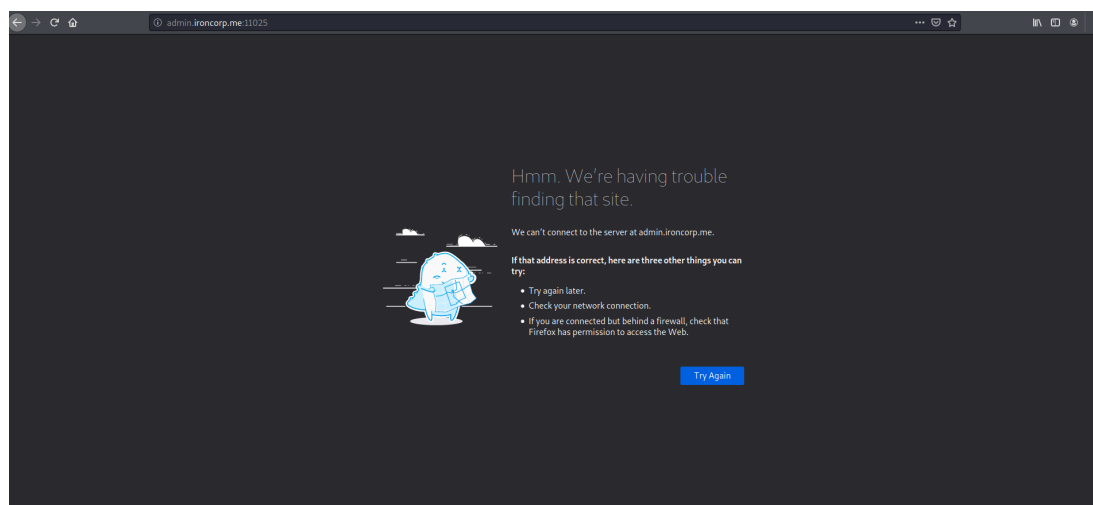 admin.ironcorp.me:11025
Hmm. We're having trouble
finding that site.
We can't connect to the server at admin.ironcorp.me.
If that address is correct, here are three other things you can
try:
Try again later.
Check your network connection.
If you are connected but behind a firewall, check that
Firefox has permission to access the Web.
Try Again